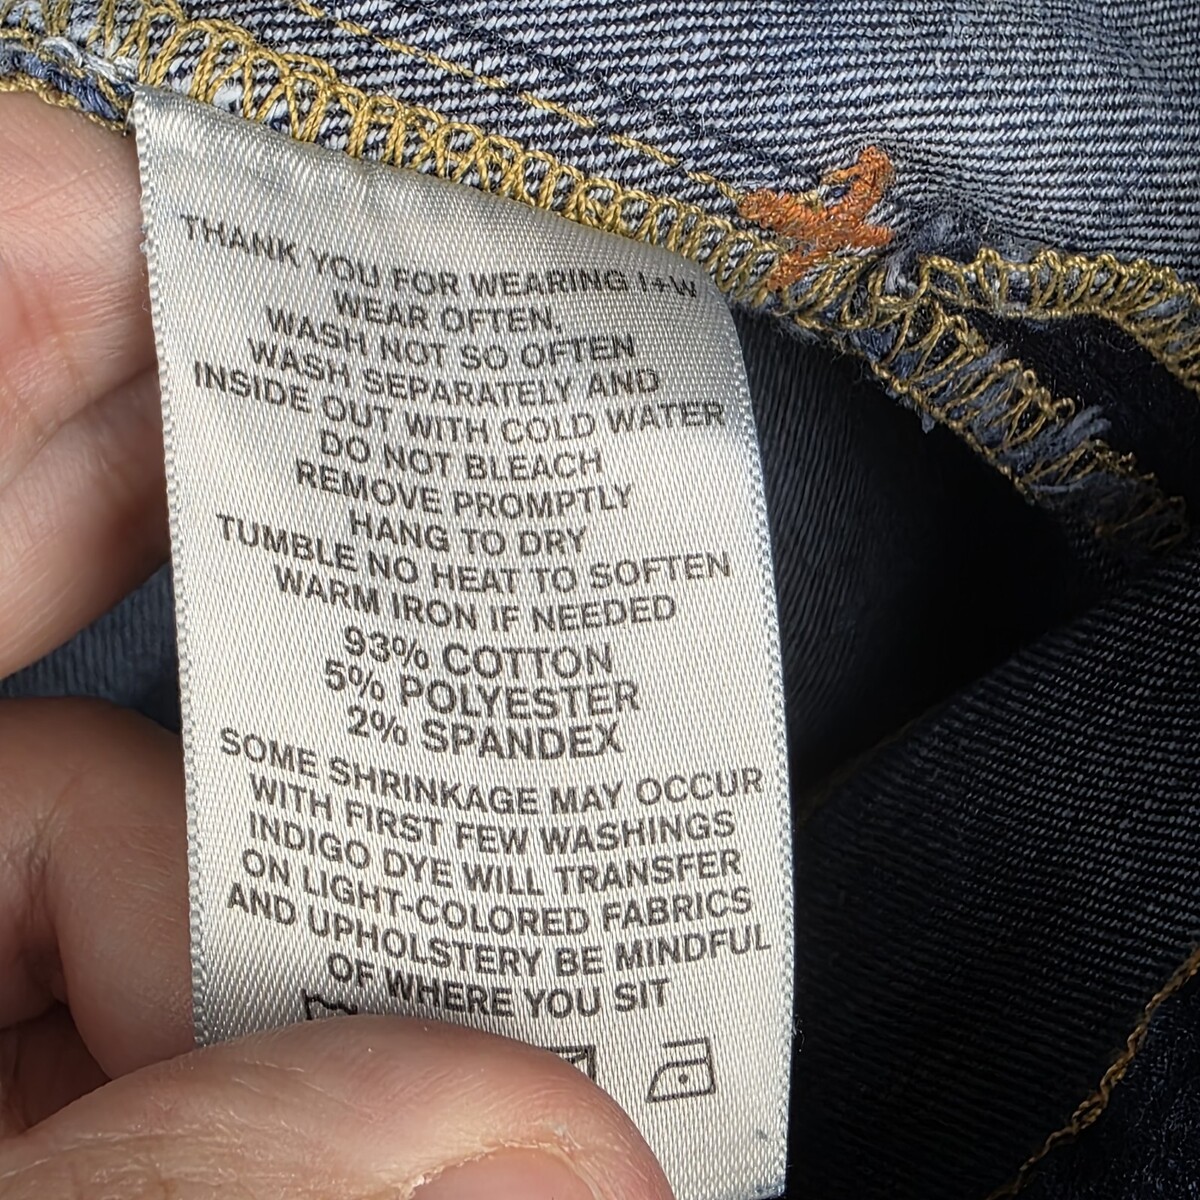 THANK YOU FOR WEARING I+W
WEAR OFTEN.
WASH NOT SO OFTEN
WASH SEPARATELY AND
INSIDE OUT WITH COLD WATER
DO NOT BLEACH
REMOVE PROMPTLY
HANG TO DRY
TUMBLE NO HEAT TO SOFTEN
WARM IRON IF NEEDED
93% COTTON
5% POLYESTER
2% SPANDEX
SOME SHRINKAGE MAY OCCUR
WITH FIRST FEW WASHINGS
INDIGO DYE WILL TRANSFER
ON LIGHT-COLORED FABRICS
AND UPHOLSTERY BE MINDFUL
OF WHERE YOU SIT